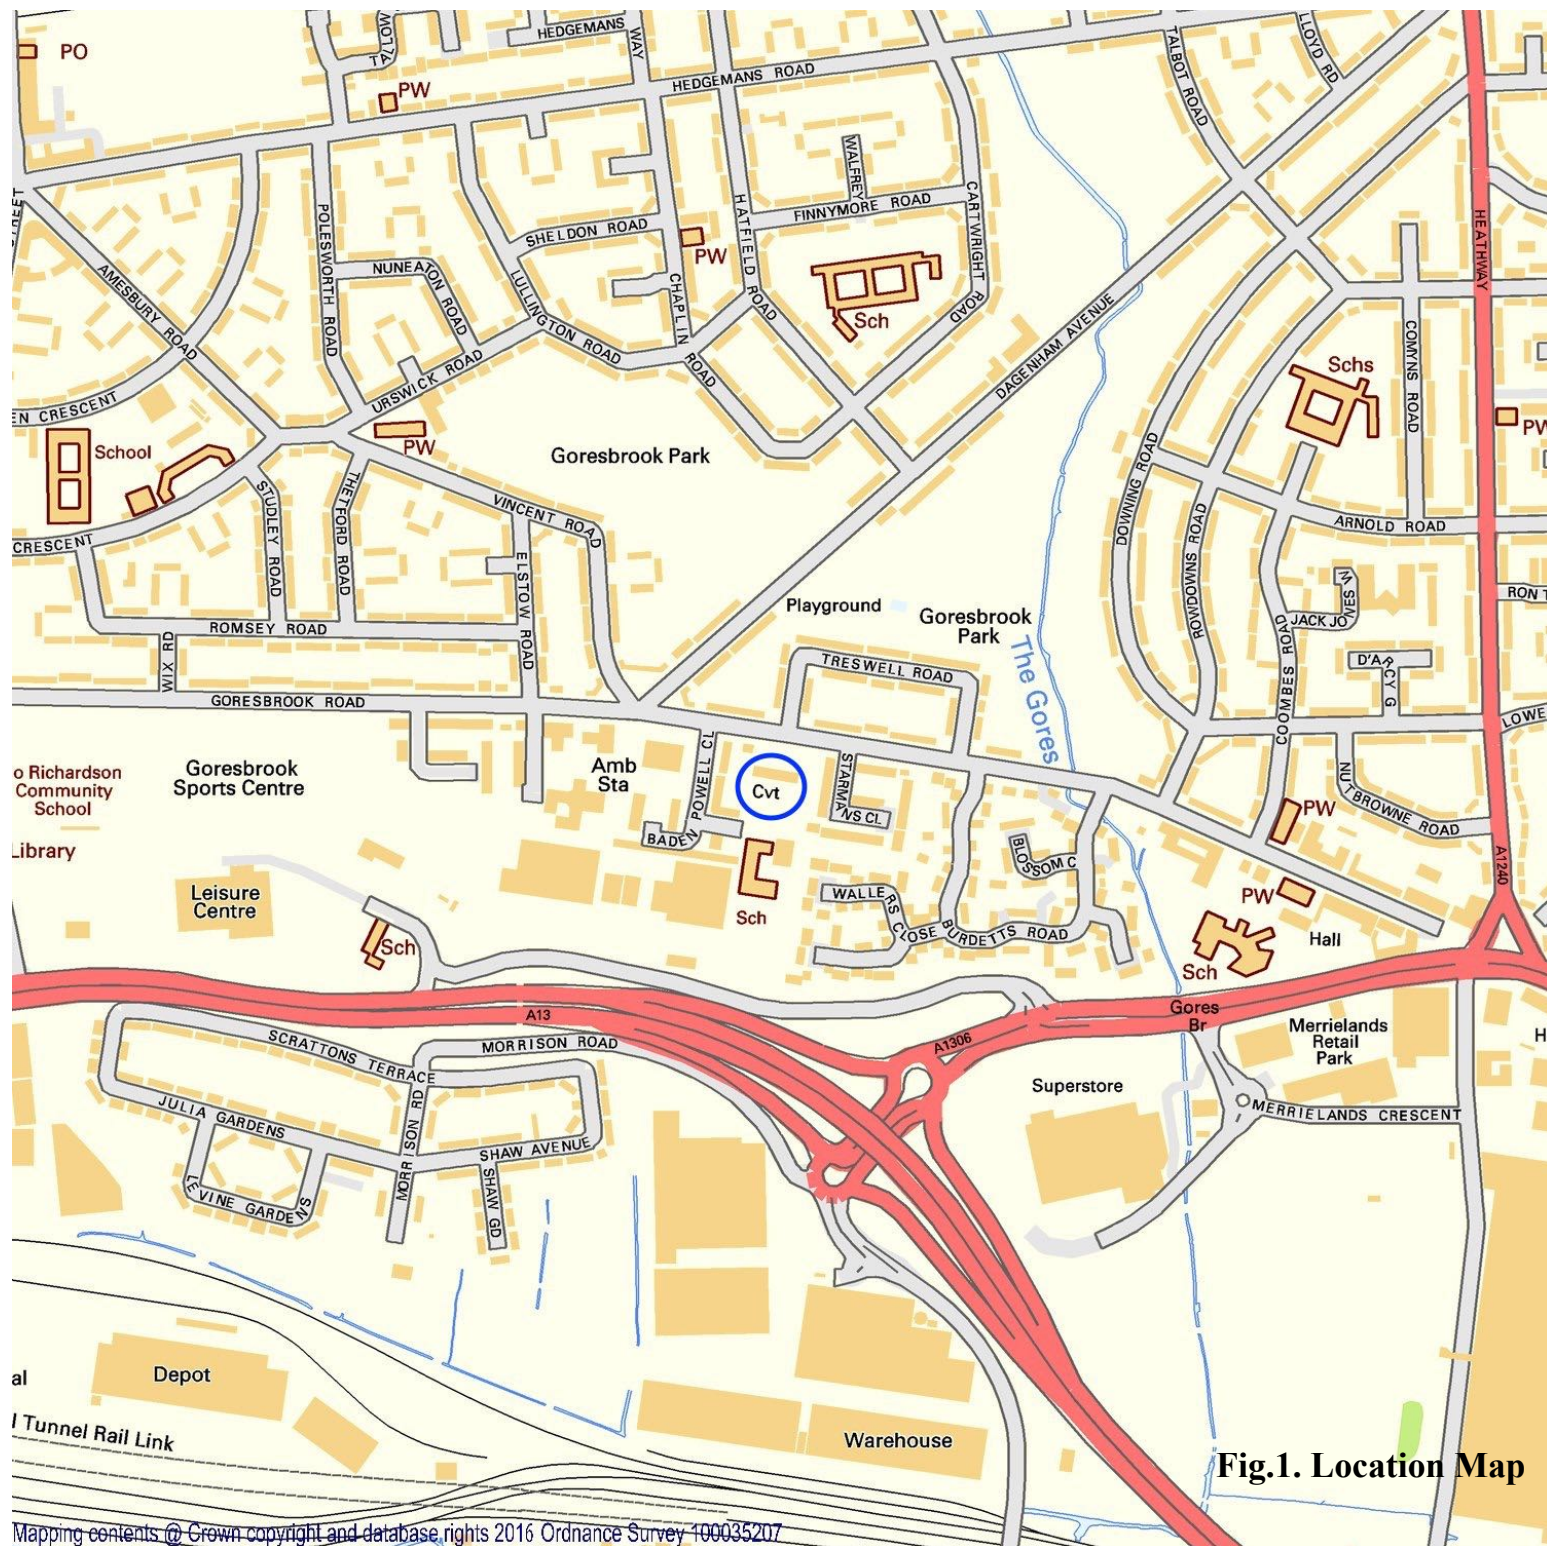 PO
PW
HEDGEMANS
WAY
HEDGEMANS ROAD
TALBOT ROAD
LLOYD RD
HEATHWAY
WALFREY
FINNYMORE ROAD
CARTWRIGHT
ROAD
POLESWORTH ROAD
SHELDON ROAD
PW
HATFIELD ROAD
AMESBURY ROAD
NUNEATON ROAD
LULLINGTON ROAD
CHAPLIN ROAD
Sch
DAGENHAM AVENUE
URSWICK ROAD
COMYNS ROAD
Schs
EN CRESCENT
School
PW
PW
Goresbrook Park
STUDLEY ROAD
THETFORD ROAD
VINCENT ROAD
DOWNING ROAD
ROWDOWNS ROAD
ARNOLD ROAD
CRESCENT
ELSTOW ROAD
Playground
Goresbrook
Park
The Gores
COOMBES ROAD
JACK JONES W
RON T
D'ARCY G
WIX RD
ROMSEY ROAD
TRESWELL ROAD
GORESBROOK ROAD
LOWE
o Richardson
Community
School
Goresbrook
Sports Centre
Amb
Sta
BADEN POWELL CL
Cvt
STARMANS CL
NUTBROWNE ROAD
PW
Library
Leisure
Centre
Sch
Sch
WALLERS CLOSE
BURDETTS ROAD
BLOSSOM C
PW
Hall
Sch
A1240
A13
A1306
Gores
Br
Merrielands
Retail
Park
H
SCRATTONS TERRACE
MORRISON ROAD
MORRISON RD
JULIA GARDENS
SHAW AVENUE
SHAW GD
LEVINE GARDENS
Superstore
MERRIELANDS CRESCENT
al
Depot
l Tunnel Rail Link
Warehouse
Fig.1. Location Map
Mapping contents @ Crown copyright and database rights 2016 Ordnance Survey 100035207